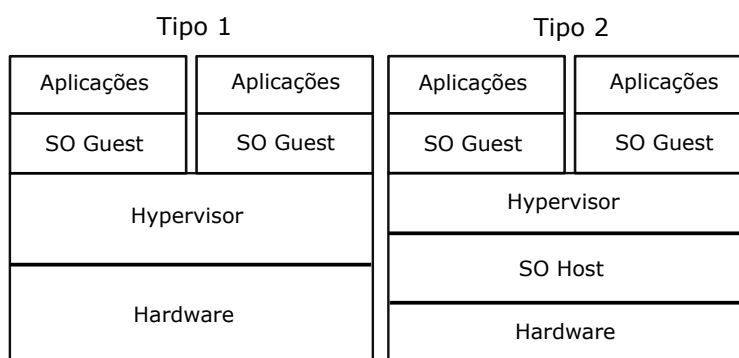 Tipo 1
Aplicações
Aplicações
SO Guest
SO Guest
Hypervisor
Hardware
Tipo 2
Aplicações
Aplicações
SO Guest
SO Guest
Hypervisor
SO Host
Hardware